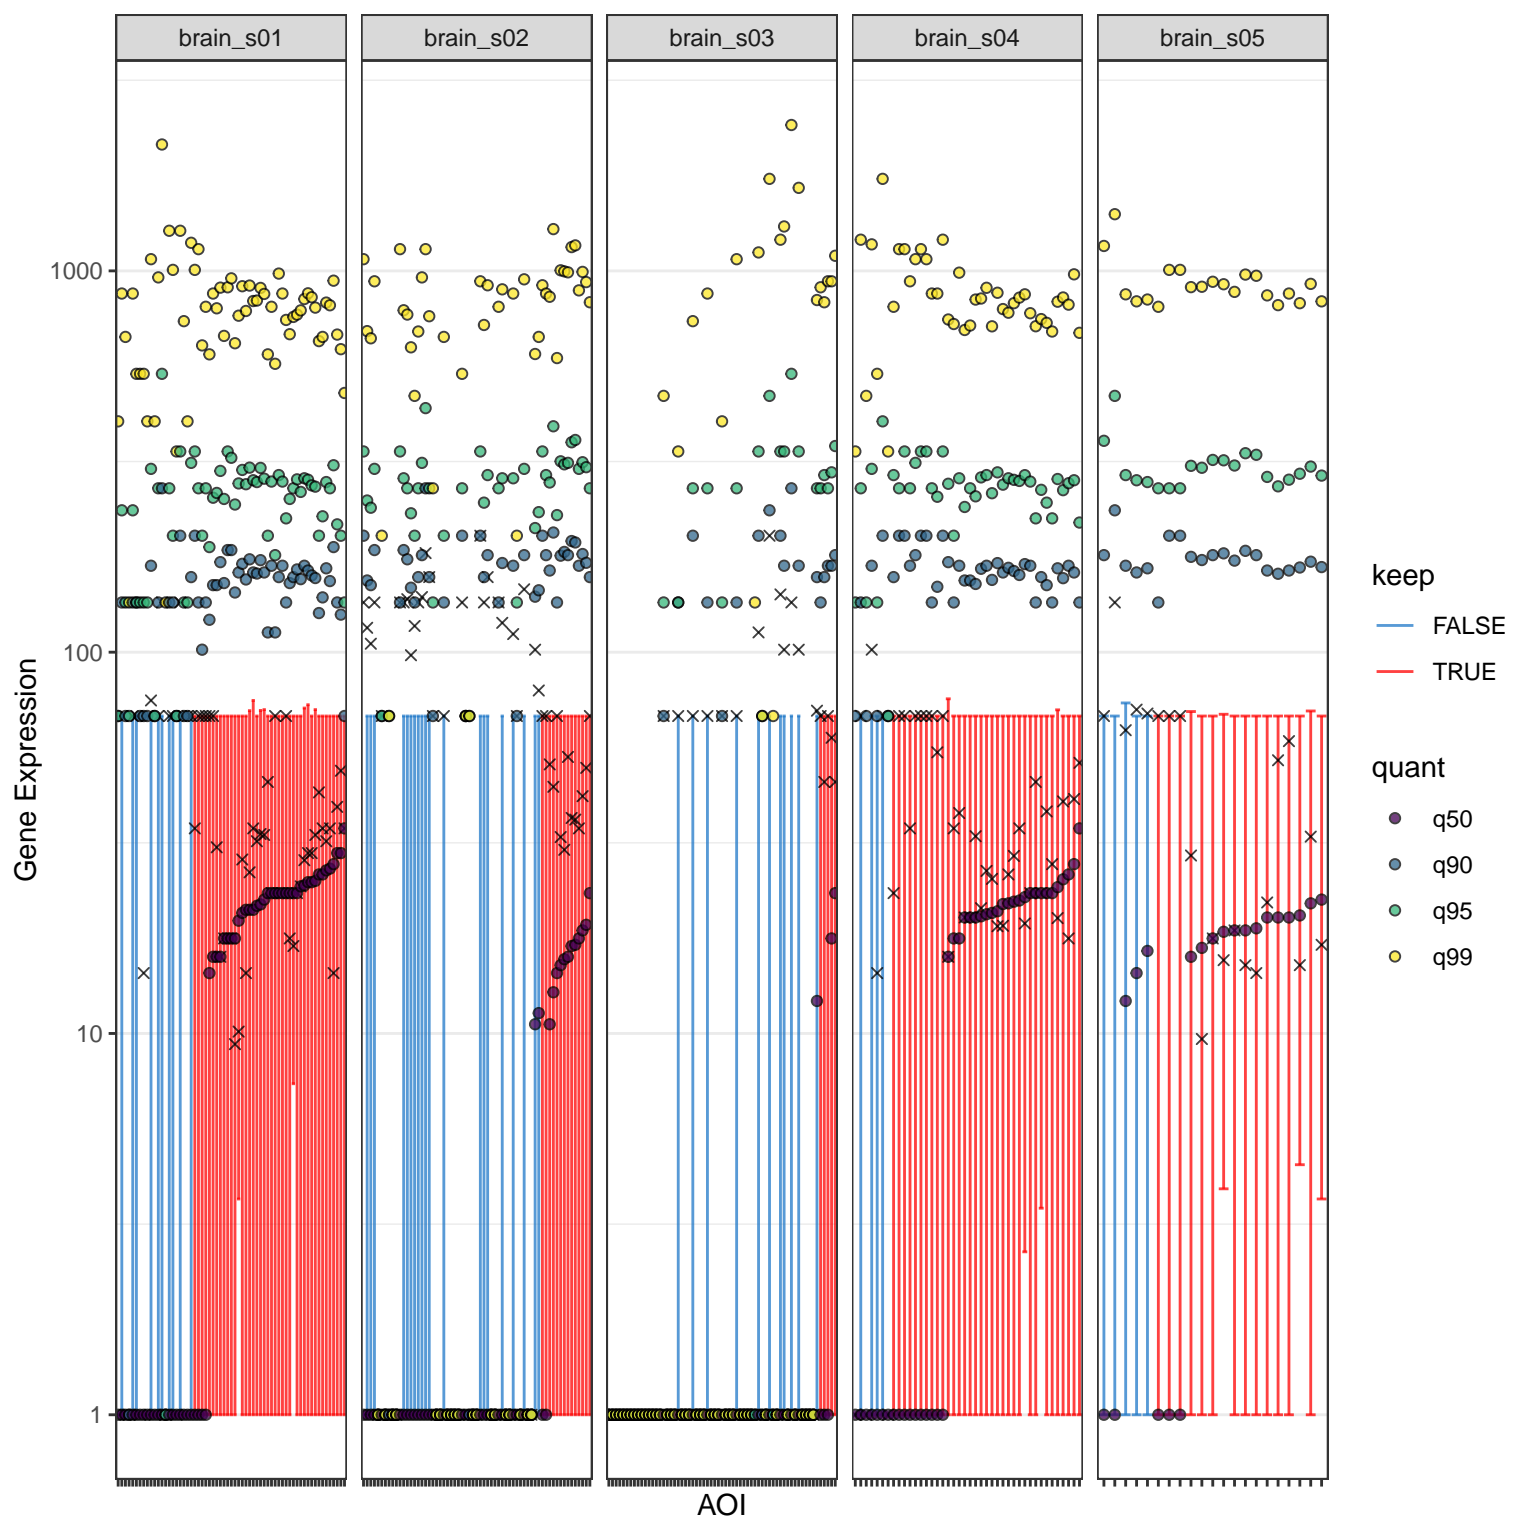 brain_s01 brain_s02 brain_s03 brain_s04 brain_s05
1000
100
10
1
Gene Expression
AOI
keep
FALSE
TRUE
quant
q50
q90
q95
q99